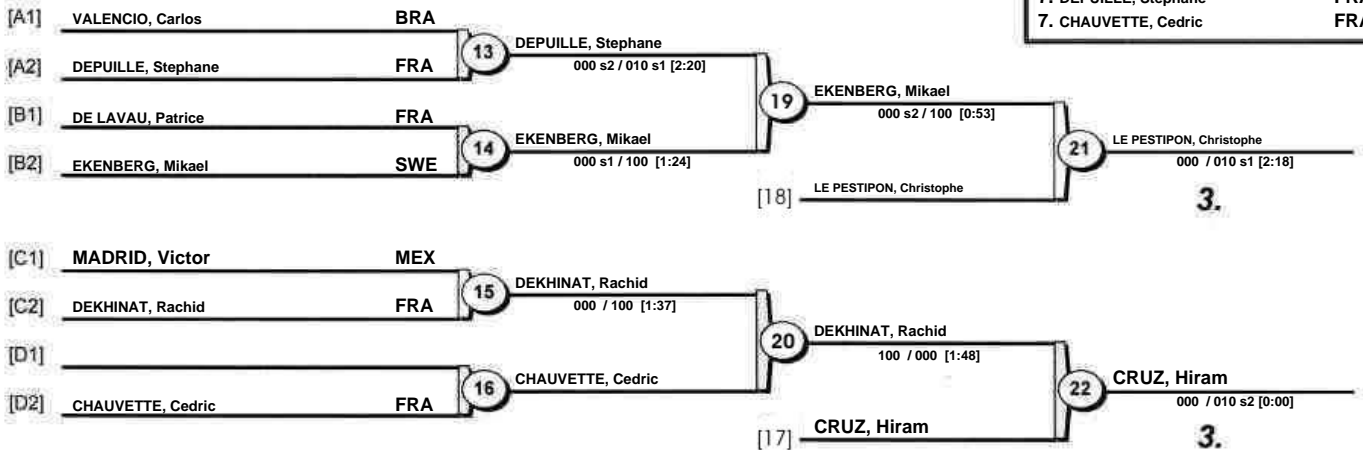 7. DEPUILLE, Stephane
7. CHAUVETTE, Cedric FRA
[A1] VALENCIO, Carlos BRA
[A2] DEPUILLE, Stephane FRA
13 DEPUILLE, Stephane
000 s2 / 010 s1 [2:20]
[B1] DE LAVAU, Patrice FRA
[B2] EKENBERG, Mikael SWE
14 EKENBERG, Mikael
000 s1 / 100 [1:24]
19 EKENBERG, Mikael
000 s2 / 100 [0:53]
[18] LE PESTIPON, Christophe
21 LE PESTIPON, Christophe
000 / 010 s1 [2:18]
3.
[C1] MADRID, Victor MEX
[C2] DEKHINAT, Rachid FRA
15 DEKHINAT, Rachid
000 / 100 [1:37]
[D1]
[D2] CHAUVETTE, Cedric FRA
16 CHAUVETTE, Cedric
20 DEKHINAT, Rachid
100 / 000 [1:48]
[17] CRUZ, Hiram
22 CRUZ, Hiram
000 / 010 s2 [0:00]
3.